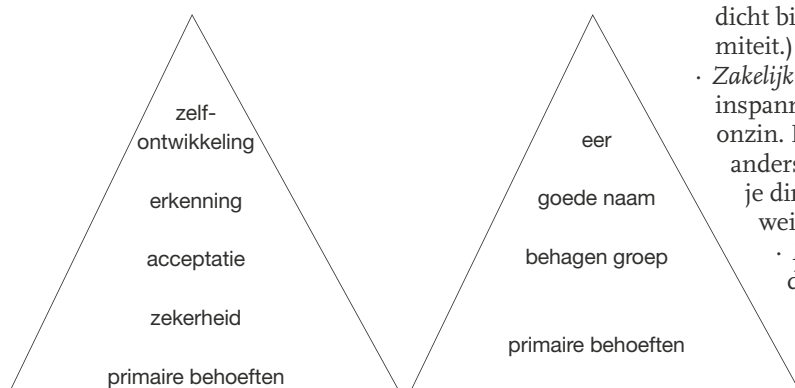 zelf-
ontwikkeling
erkenning
acceptatie
zekerheid
primaire behoeften
eer
goede naam
behagen groep
primaire behoeften
dicht bi
miteit.)
· Zakelijk
inspann
onzin. 
anders
je di
wei